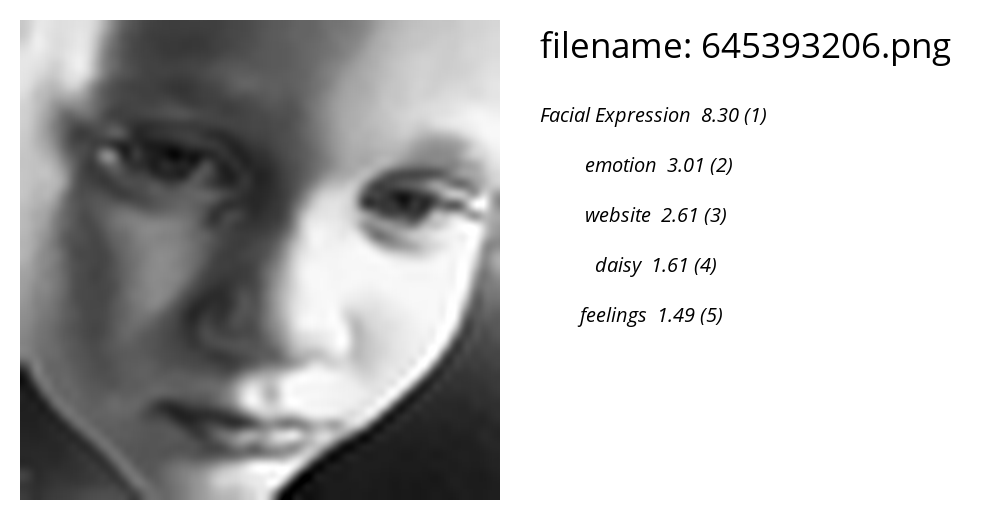 filename: 645393206.png
Facial Expression 8.30 (1)
emotion 3.01 (2)
website 2.61 (3)
daisy 1.61 (4)
feelings 1.49 (5)